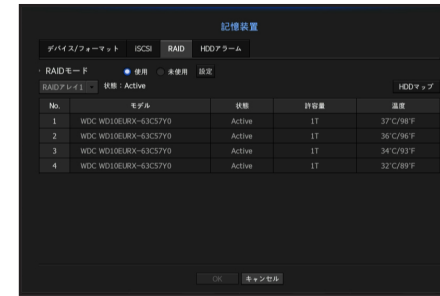 記憶装置
デバイス/フォーマット iSCSI RAID HDDアラーム
・RAIDモード 使用 未使用 設定
RAIDアレイ1 状態：Active HDDマップ
No. モデル 状態 許容量 温度
1 WDC WD10EURX-63C57Y0 Active 1T 37°C/98°F
2 WDC WD10EURX-63C57Y0 Active 1T 36°C/96°F
3 WDC WD10EURX-63C57Y0 Active 1T 34°C/93°F
4 WDC WD10EURX-63C57Y0 Active 1T 32°C/89°F
OK キャンセル